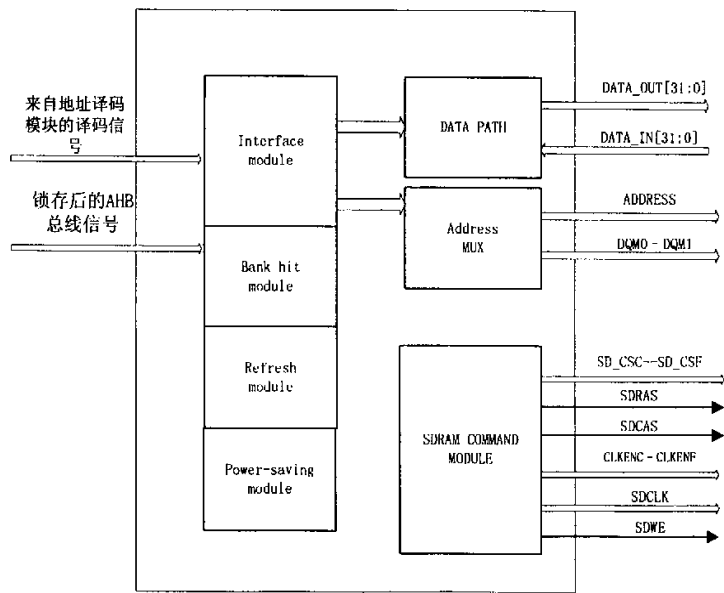 来自地址译码
模块的译码信
号
锁存后的AHB
总线信号
Interface
module
Bank hit
module
Refresh
module
Power-saving
module
DATA PATH
Address
MUX
SDRAM COMMAND
MODULE
DATA_OUT[31:0]
DATA_IN[31:0]
ADDRESS
DQM0-DQM1
SD_CSC--SD_CSF
SDRAS
SDCAS
CLKENC-CLKENF
SDCLK
SDWE